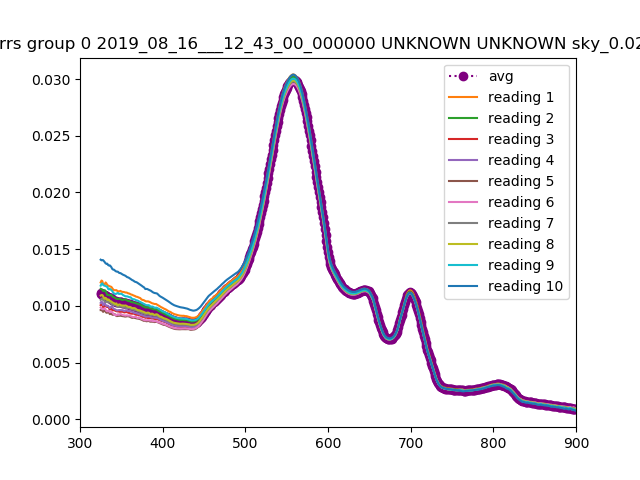 rrs group 0 2019_08_16___12_43_00_000000 UNKNOWN UNKNOWN sky_0.02
0.030
0.025
0.020
0.015
0.010
0.005
0.000
300
400
500
600
700
800
900
avg
reading 1
reading 2
reading 3
reading 4
reading 5
reading 6
reading 7
reading 8
reading 9
reading 10